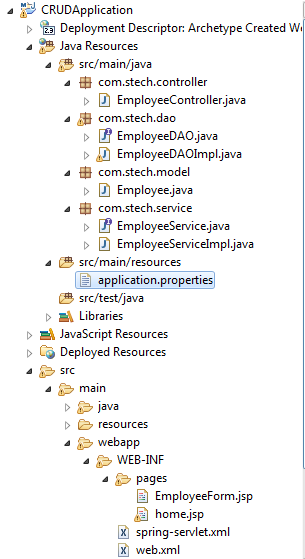 CRUDApplication
Deployment Descriptor: Archetype Created W
Java Resources
src/main/java
com.stech.controller
EmployeeController.java
com.stech.dao
EmployeeDAO.java
EmployeeDAOImpl.java
com.stech.model
Employee.java
com.stech.service
EmployeeService.java
EmployeeServiceImpl.java
src/main/resources
application.properties
src/test/java
Libraries
JavaScript Resources
Deployed Resources
src
main
java
resources
webapp
WEB-INF
pages
EmployeeForm.jsp
home.jsp
spring-servlet.xml
web.xml